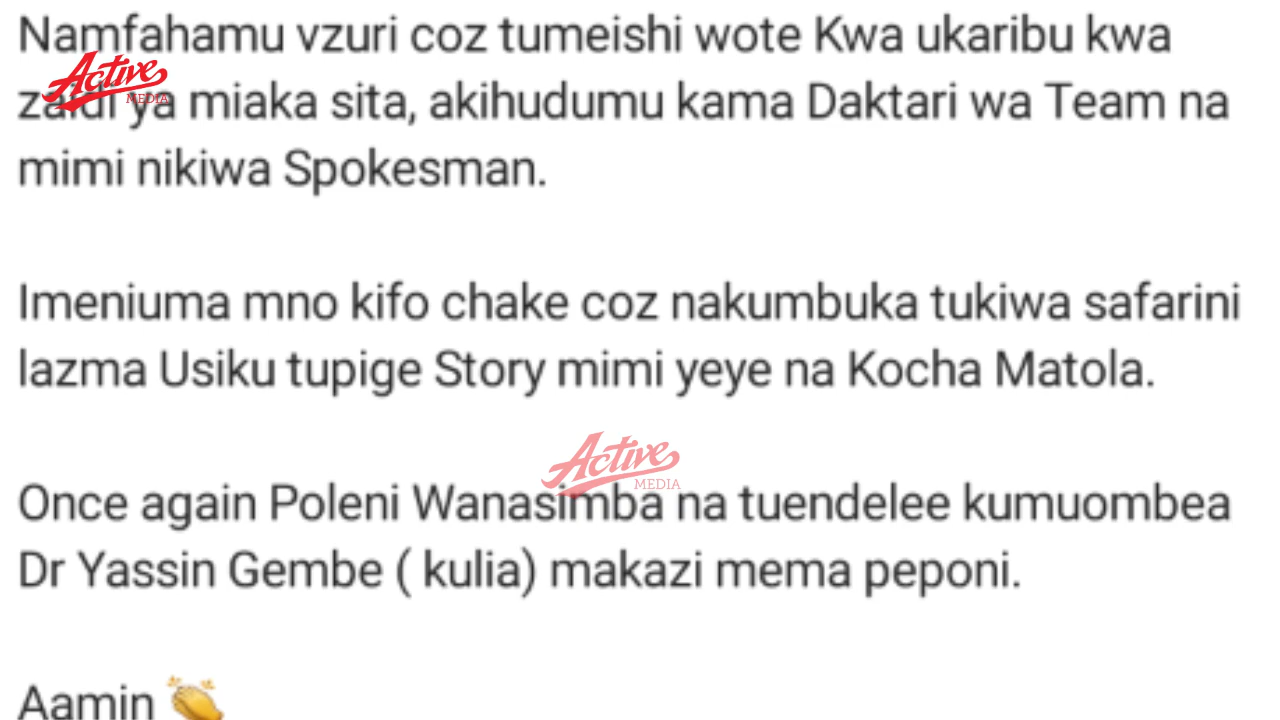 Namfahamu vzuri coz tumeishi wote Kwa ukaribu kwa
Active
MEDIA
zaidi ya miaka sita, akihudumu kama Daktari wa Team na
mimi nikiwa Spokesman.
Imeniuma mno kifo chake coz nakumbuka tukiwa safarini
lazma Usiku tupige Story mimi yeye na Kocha Matola.
Active
MEDIA
Once again Poleni Wanasimba na tuendelee kumuombea
Dr Yassin Gembe ( kulia) makazi mema peponi.
Aamin 👏